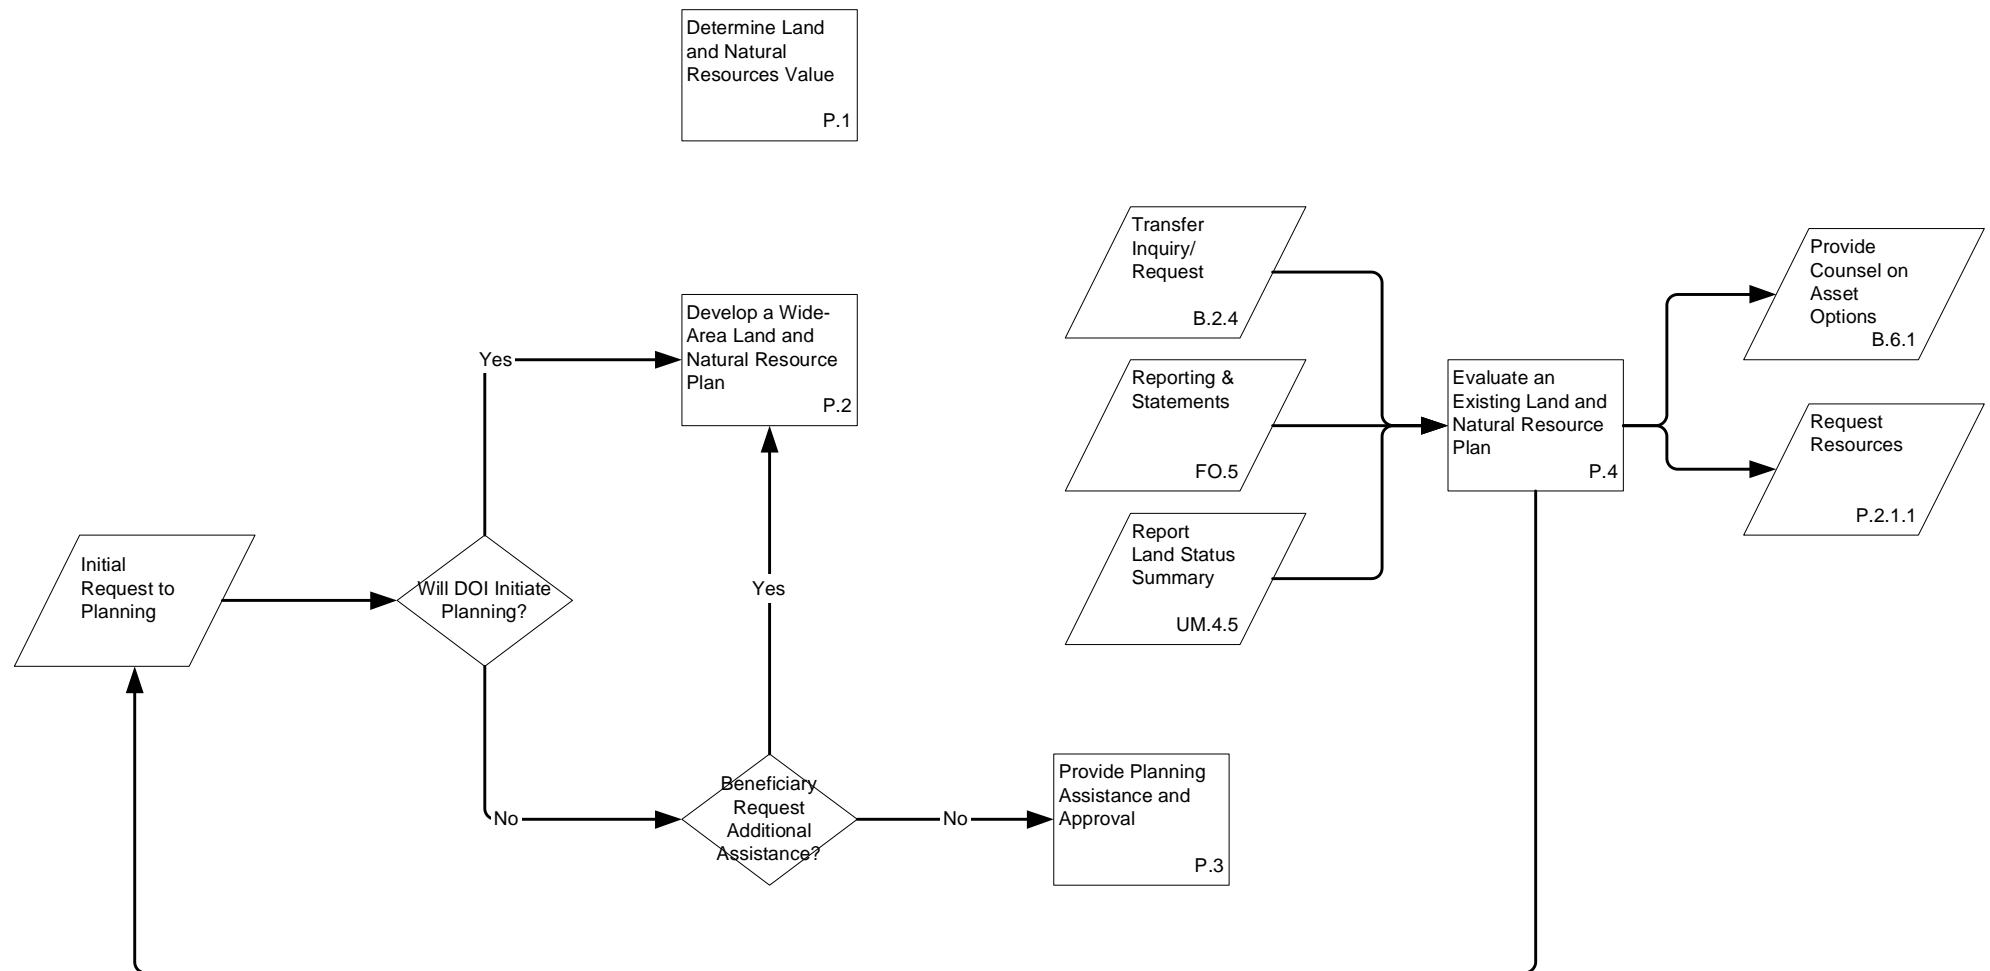 Determine Land
and Natural
Resources Value
P.1
Transfer
Inquiry/
Request
B.2.4
Provide
Counsel on
Asset
Options
B.6.1
Develop a Wide-
Area Land and
Natural Resource
Plan
P.2
Yes
Reporting &
Statements
FO.5
Evaluate an
Existing Land and
Natural Resource
Plan
P.4
Request
Resources
P.2.1.1
Report
Land Status
Summary
UM.4.5
Initial
Request to
Planning
Will DOI Initiate
Planning?
Yes
No
Beneficiary
Request
Additional
Assistance?
No
Provide Planning
Assistance and
Approval
P.3